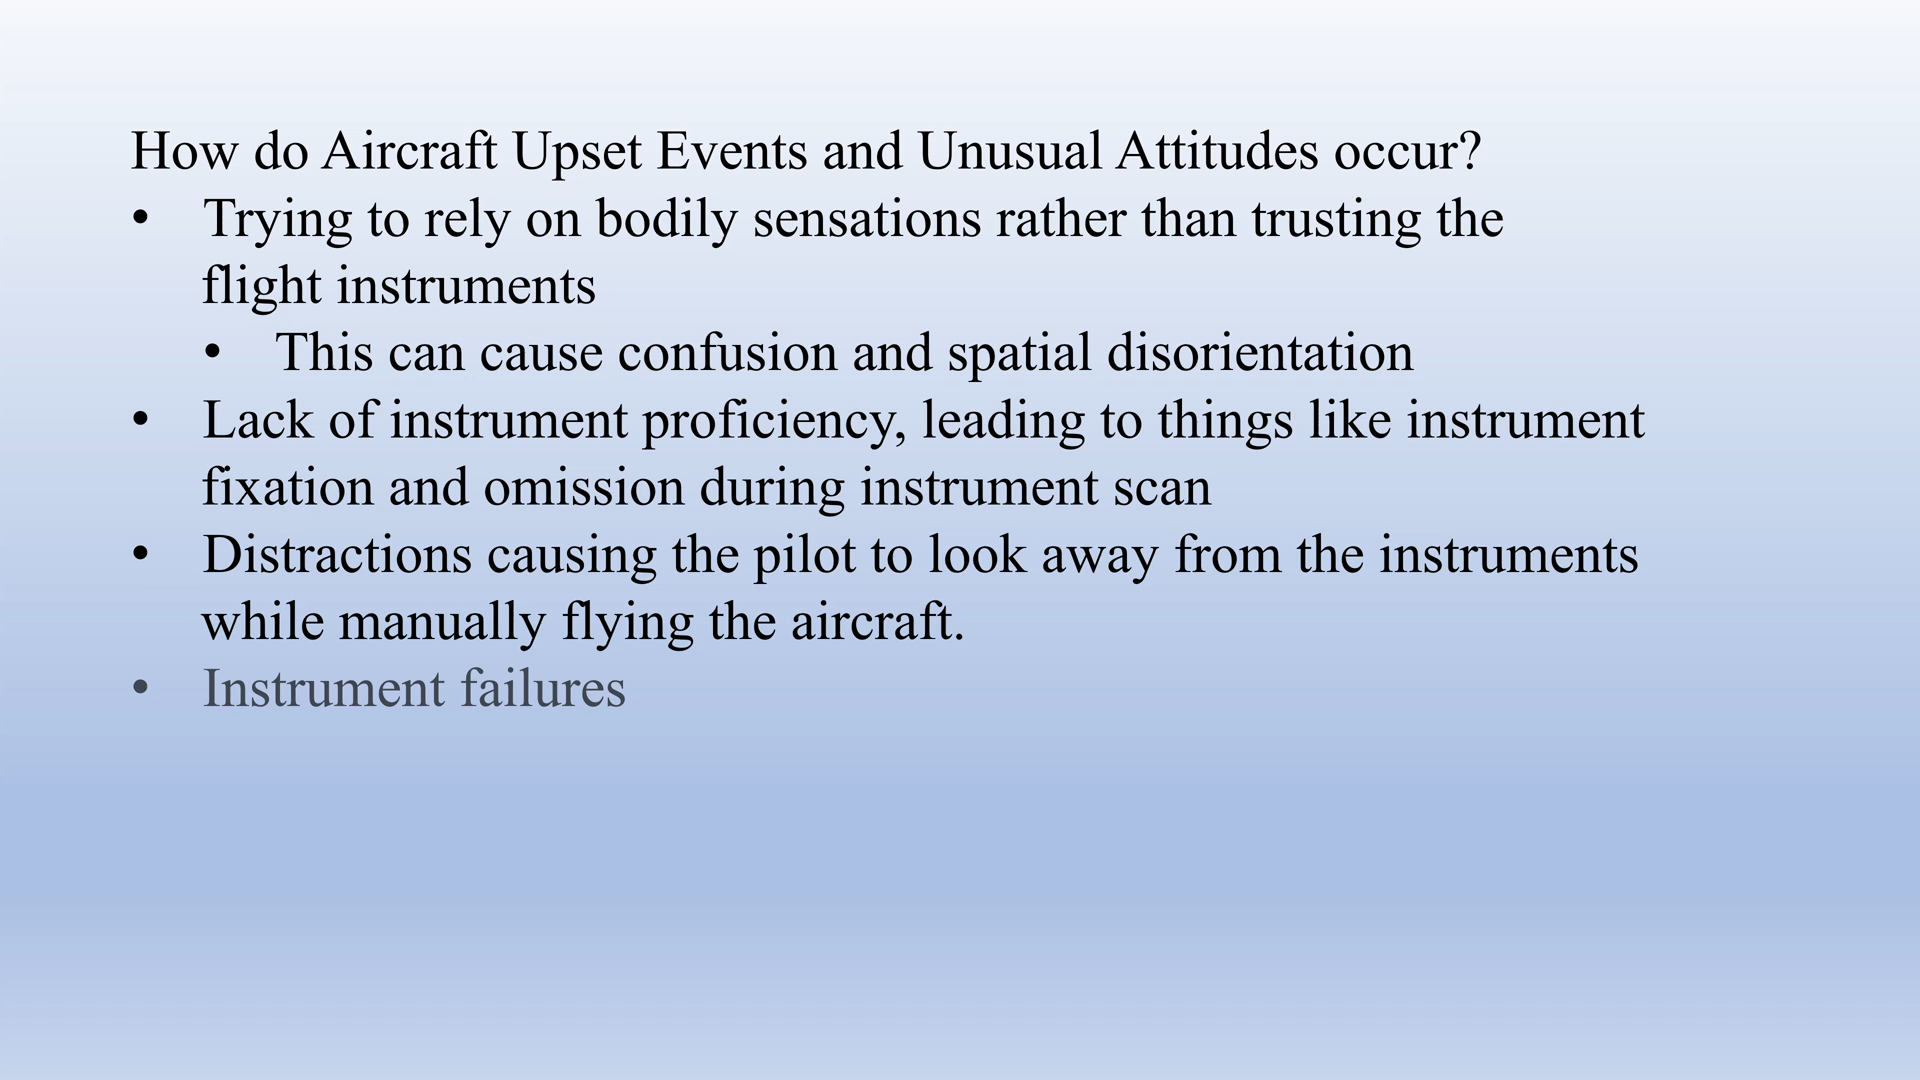 How do Aircraft Upset Events and Unusual Attitudes occur?
• Trying to rely on bodily sensations rather than trusting the
flight instruments
• This can cause confusion and spatial disorientation
• Lack of instrument proficiency, leading to things like instrument
fixation and omission during instrument scan
• Distractions causing the pilot to look away from the instruments
while manually flying the aircraft.
• Instrument failures